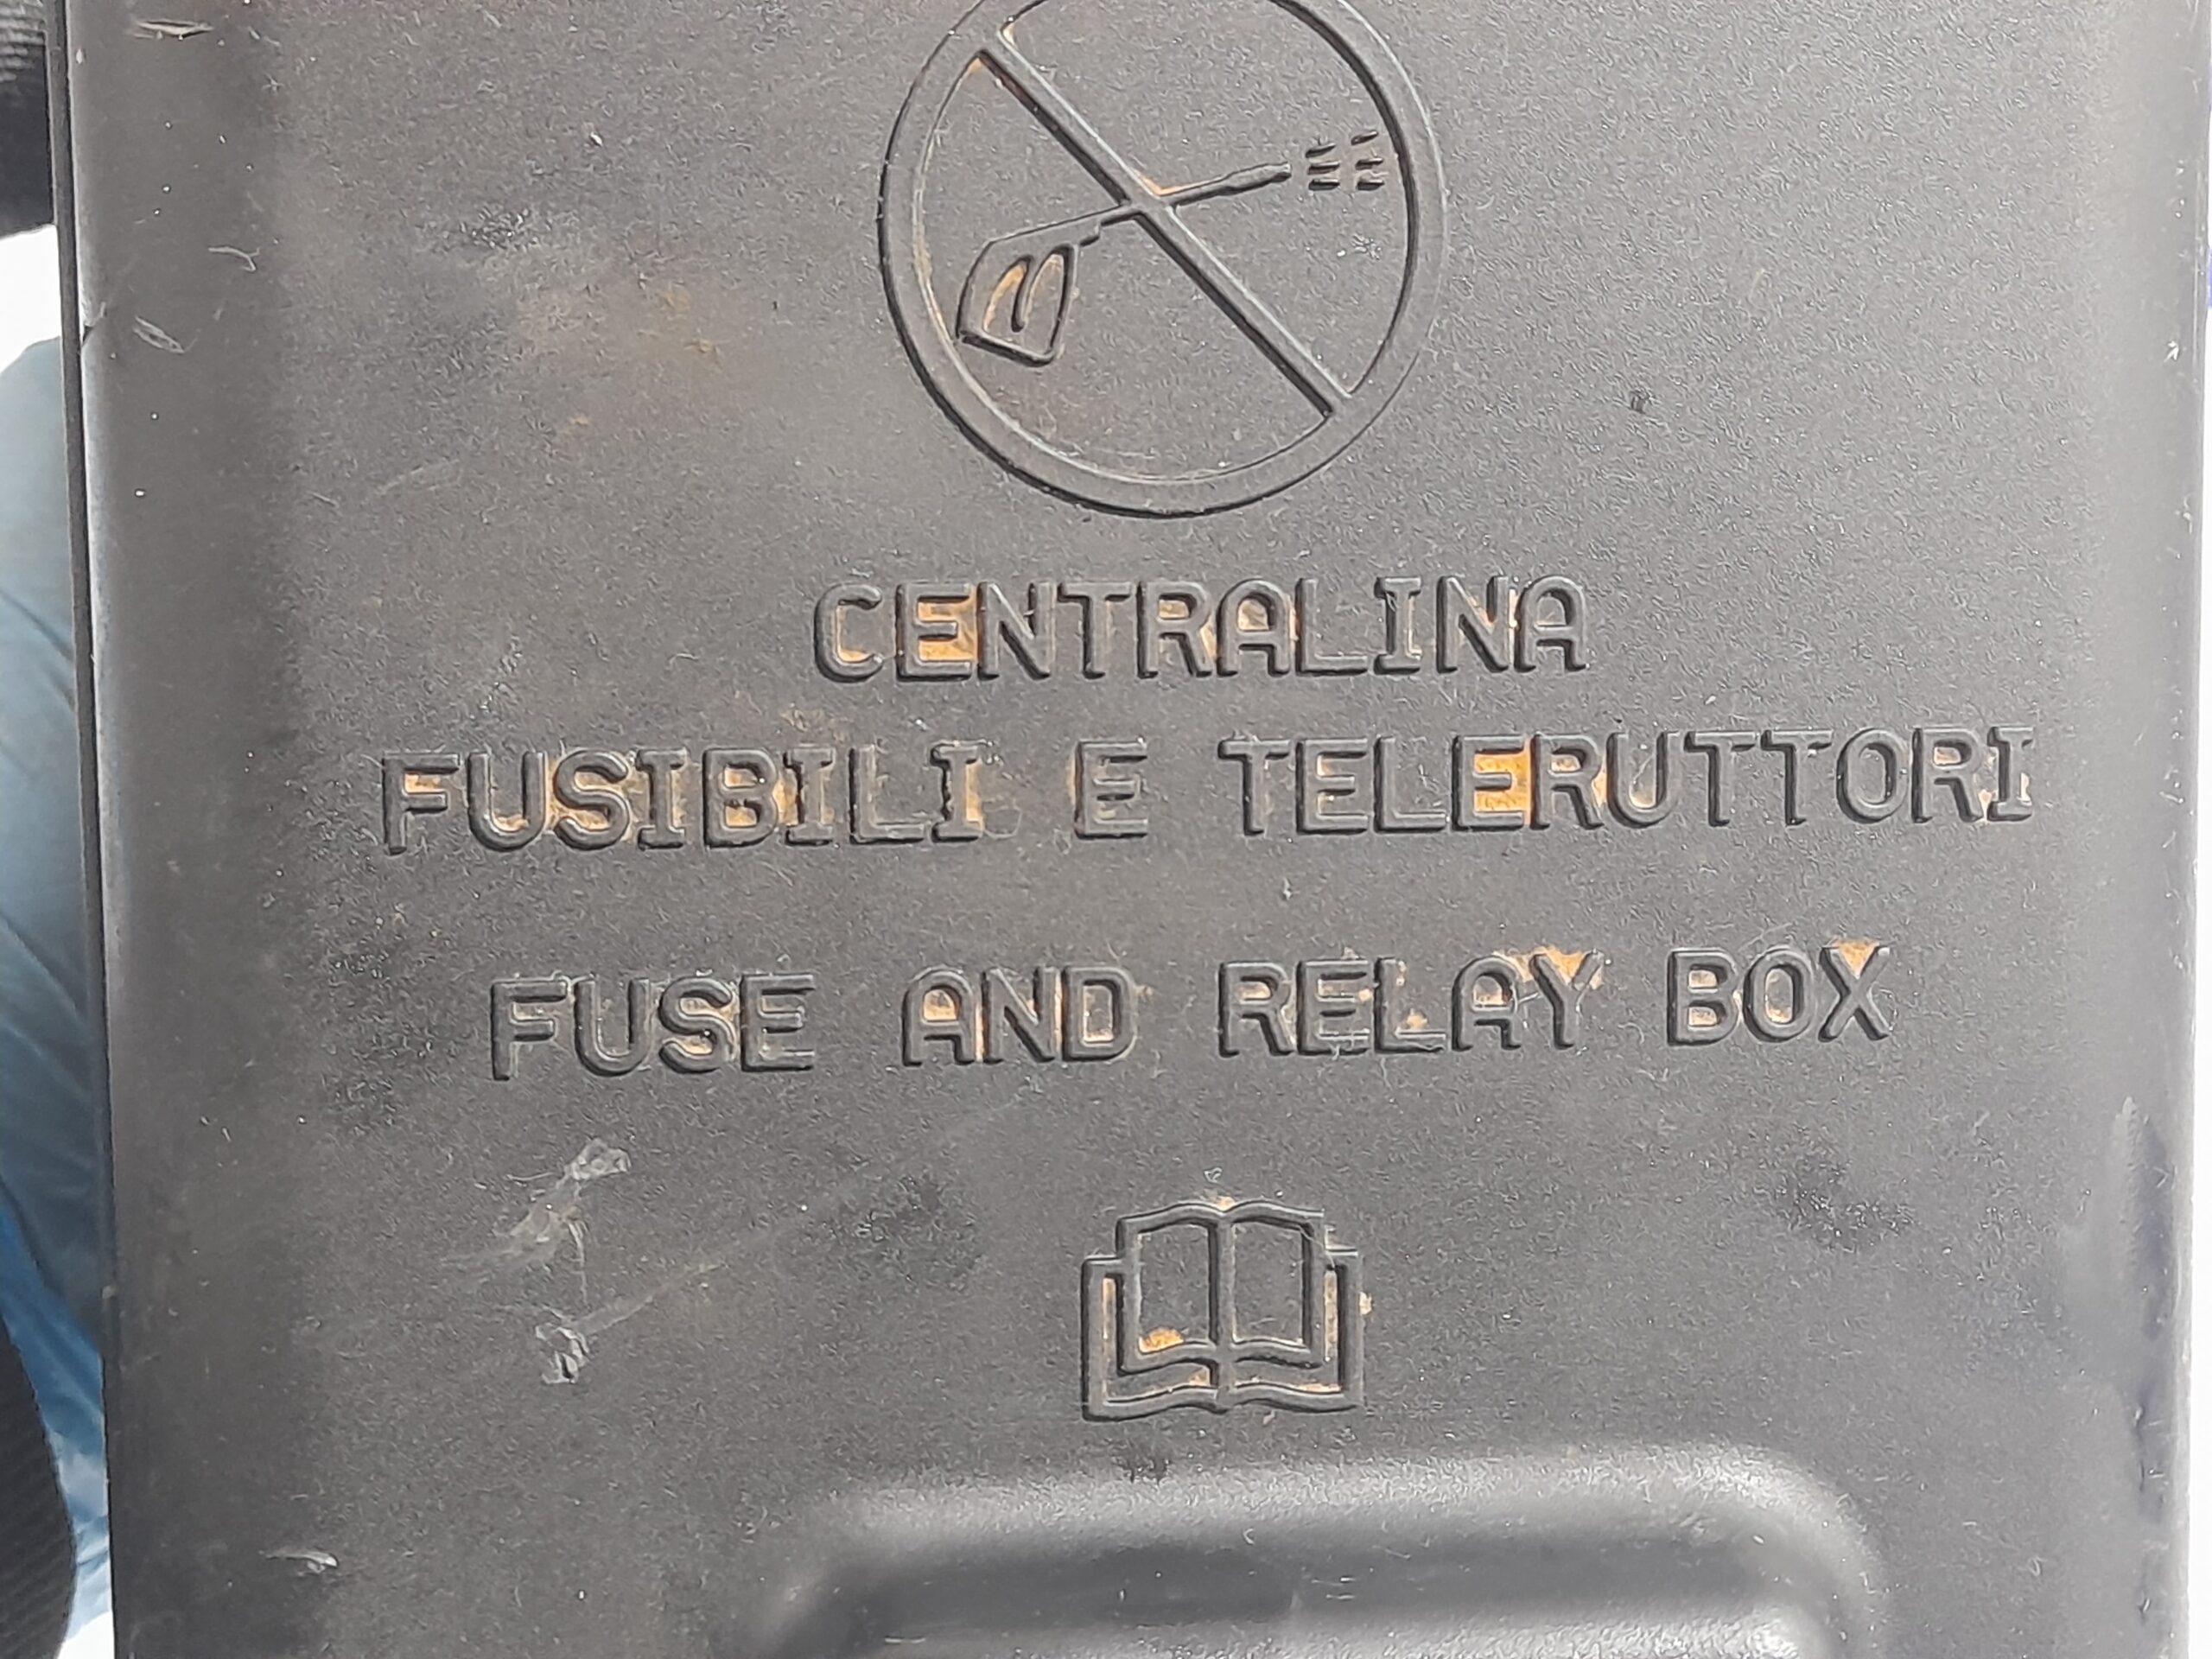 CENTRALINA
FUSIBILI E TELERUTTORI
FUSE AND RELAY BOX